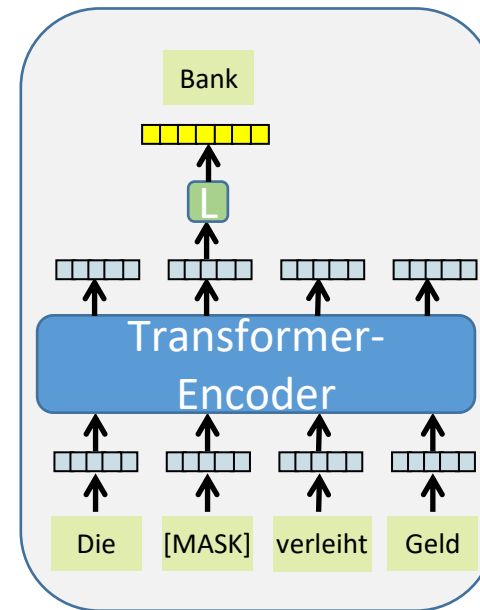 Bank
L
Transformer-
Encoder
Die [MASK] verleiht Geld